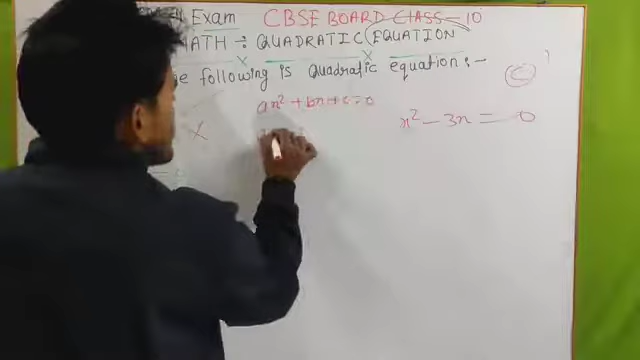 Exam CBSE BOARD CLASS-10
MATH ÷ QUADRATIC EQUATION
following is Quadratic equation :-
(C)
ax² + bx + c = 0
x² - 3x = 0
X